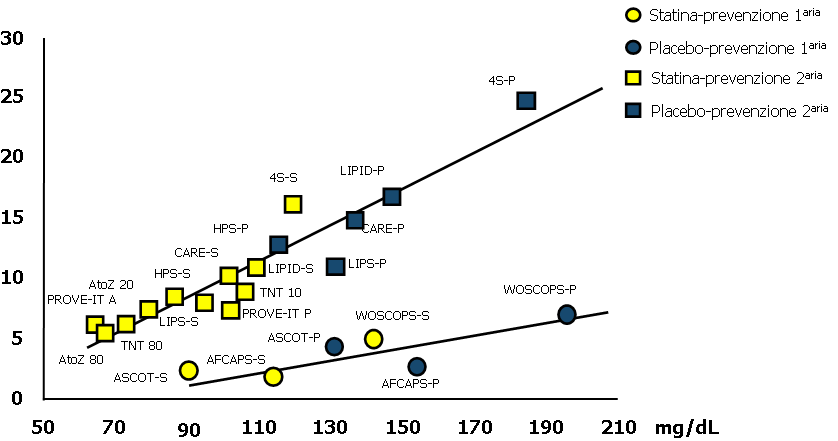 Statina-prevenzione 1aria
Placebo-prevenzione 1aria
Statina-prevenzione 2aria
Placebo-prevenzione 2aria
30
25
20
15
10
5
0
4S-P
LIPID-P
4S-S
HPS-P
CARE-P
CARE-S
LIPID-S
LIPS-P
HPS-S
AtoZ 20
TNT 10
WOSCOPS-P
PROVE-IT A
LIPS-S
PROVE-IT P
WOSCOPS-S
TNT 80
ASCOT-P
AtoZ 80
AFCAPS-S
ASCOT-S
AFCAPS-P
50 70 90 110 130 150 170 190 210 mg/dL